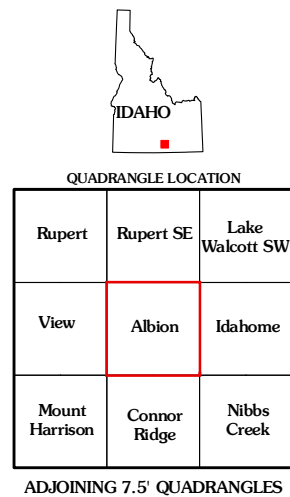 IDAHO
QUADRANGLE LOCATION
Rupert
Rupert SE
Lake
Walcott SW
View
Albion
Idahome
Mount
Harrison
Connor
Ridge
Nibbs
Creek
ADJOINING 7.5' QUADRANGLES